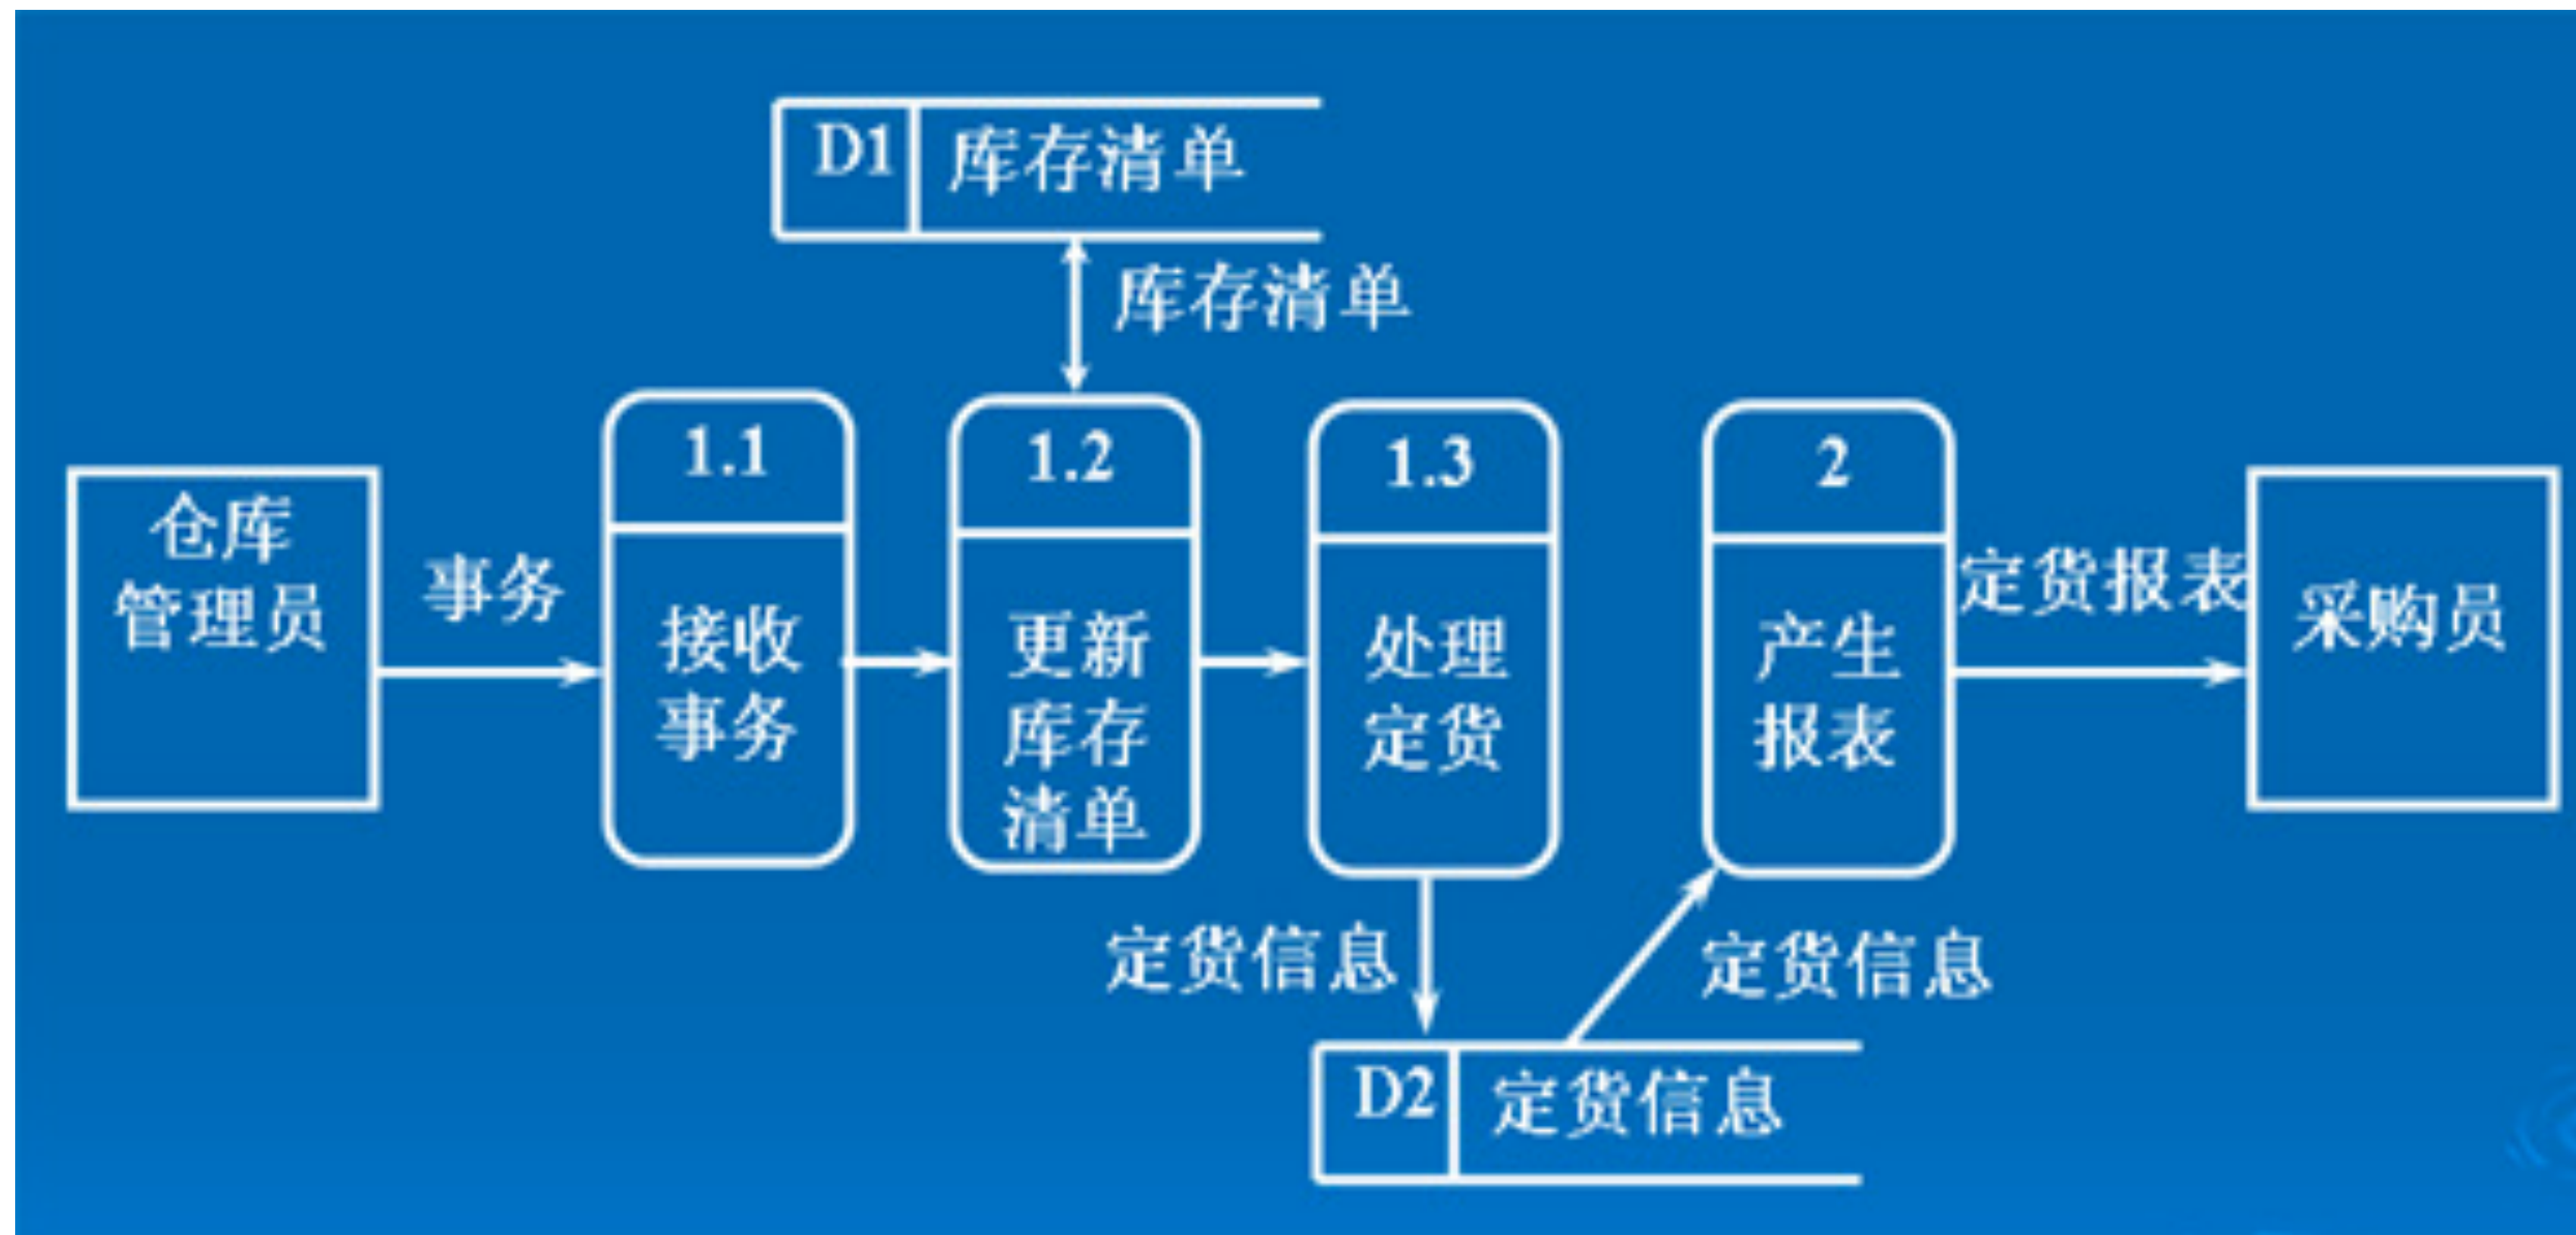 D1 库存清单
库存清单
仓库
管理员
事务
1.1
接收
事务
1.2
更新
库存
清单
1.3
处理
定货
2
产生
报表
定货报表
采购员
定货信息
定货信息
D2 定货信息